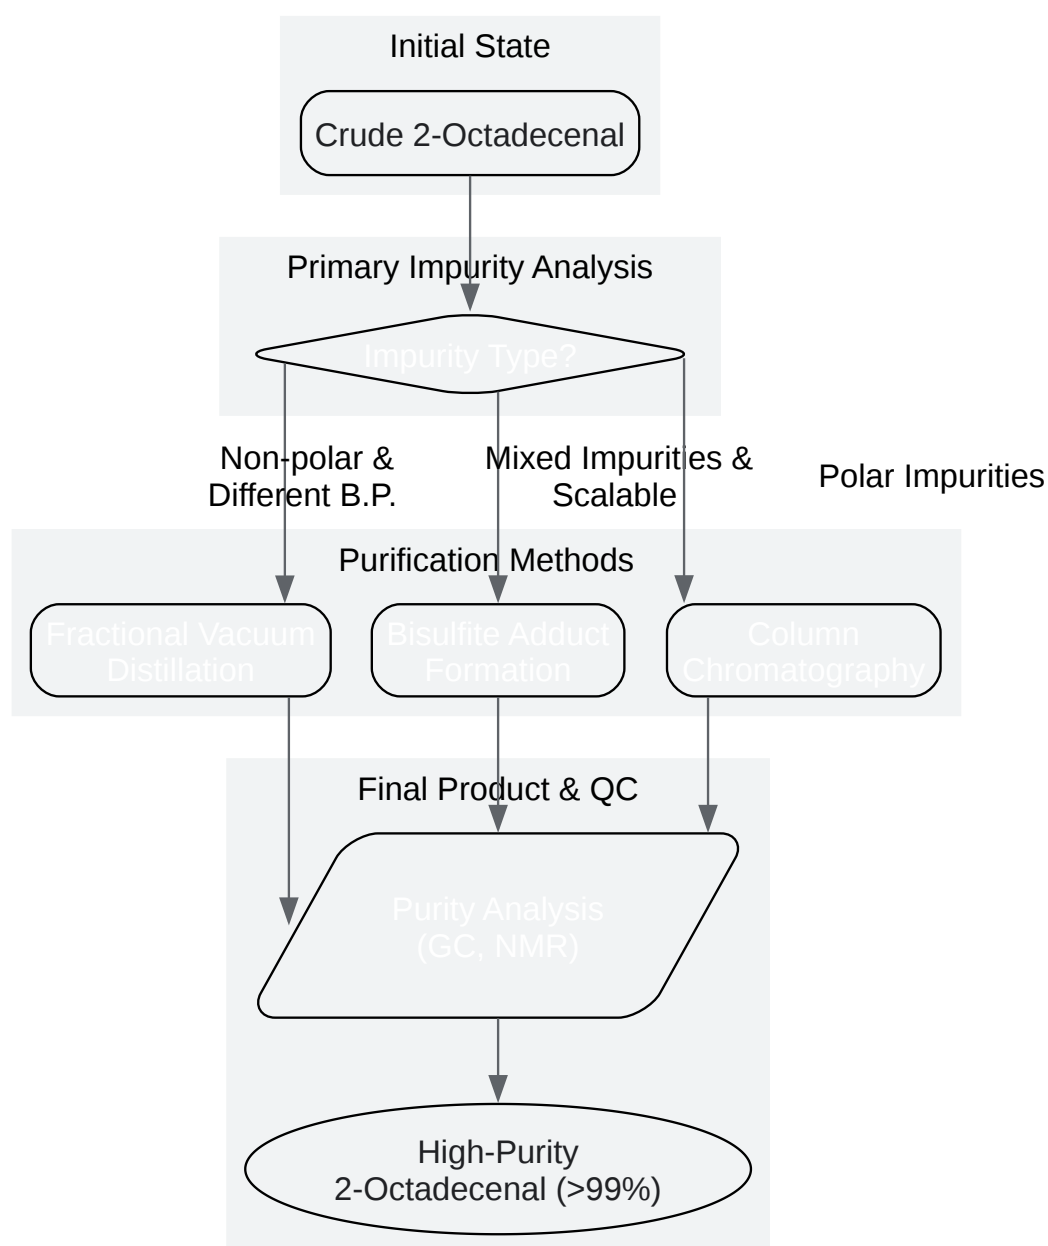 Initial State
Crude 2-Octadecenal
Primary Impurity Analysis
Impurity Type?
Non-polar &
Different B.P.
Mixed Impurities &
Scalable
Polar Impurities
Purification Methods
Fractional Vacuum
Distillation
Bisulfite Adduct
Formation
Column
Chromatography
Final Product & QC
Purity Analysis
(GC, NMR)
High-Purity
2-Octadecenal (>99%)